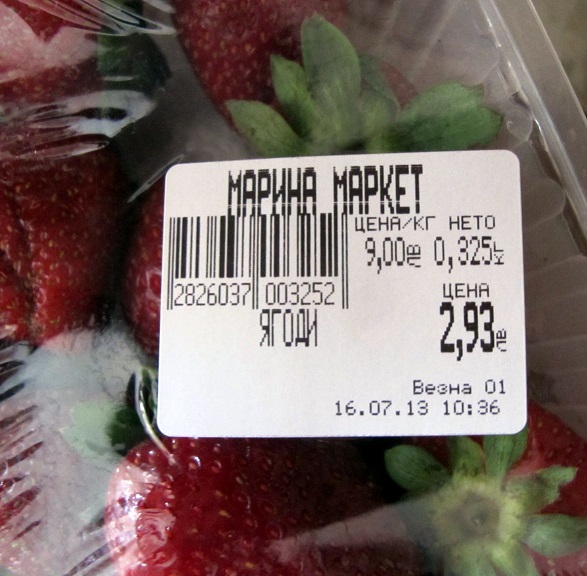 МАРИНА МАРКЕТ
ЦЕНА/КГ НЕТО
9,00лв 0,325кг
2826037 003252
ЯГОДИ
ЦЕНА
2,93лв
Везна 01
16.07.13 10:36